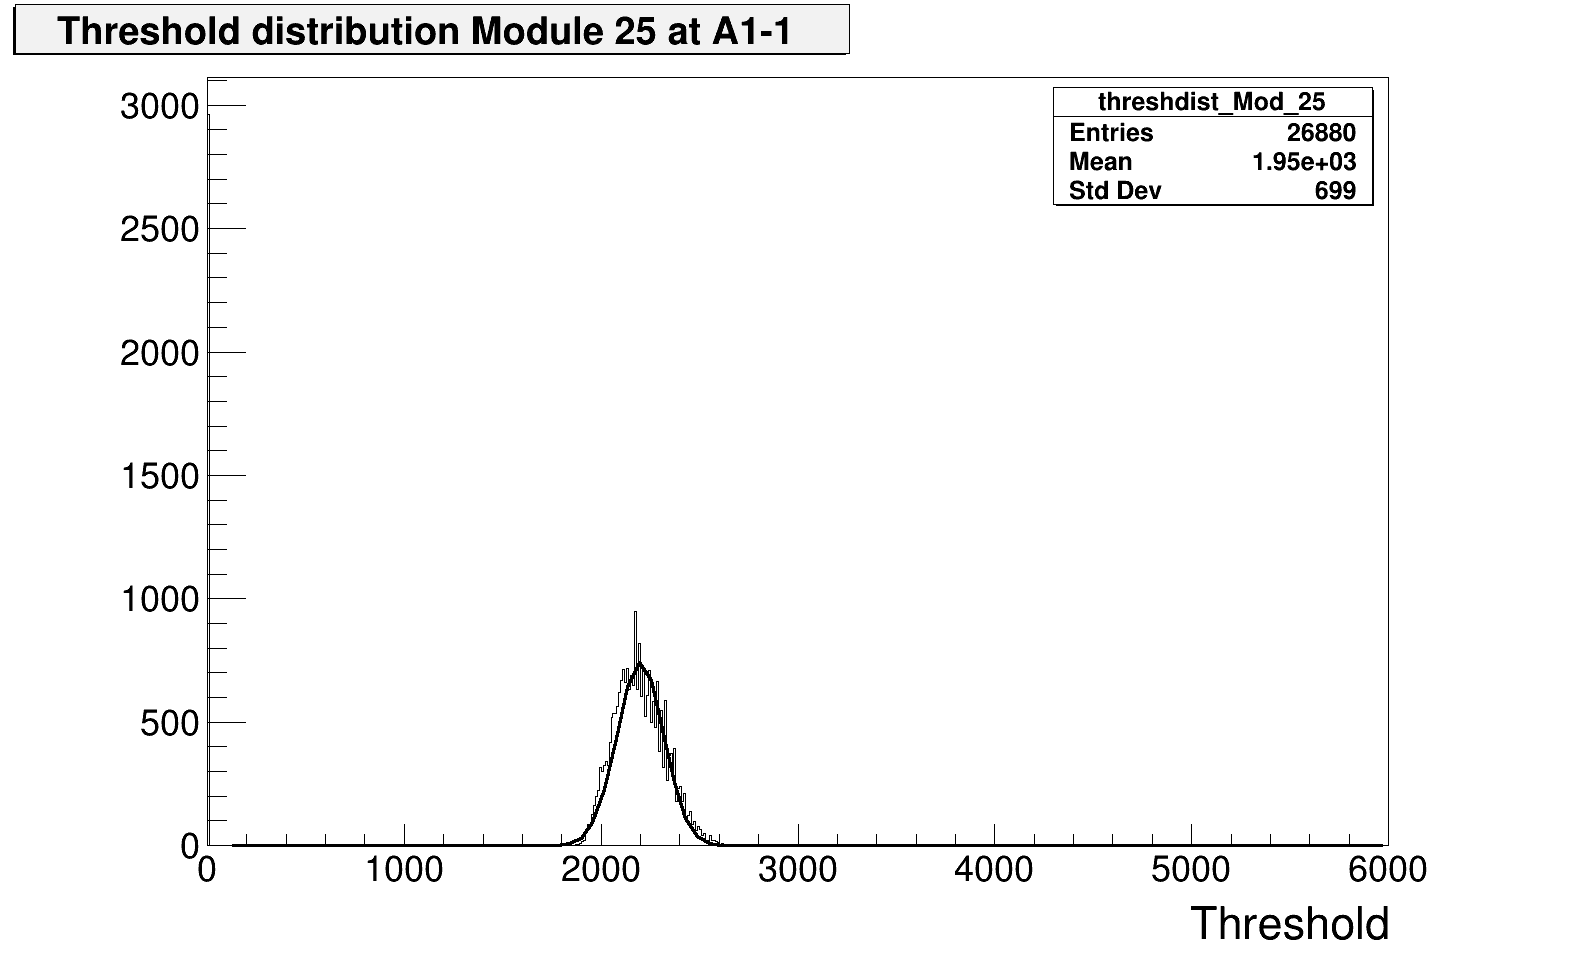 Threshold distribution Module 25 at A1-1
threshdist_Mod_25
Entries 26880
Mean 1.95e+03
Std Dev 699
3000
2500
2000
1500
1000
500
0
0 1000 2000 3000 4000 5000 6000
Threshold